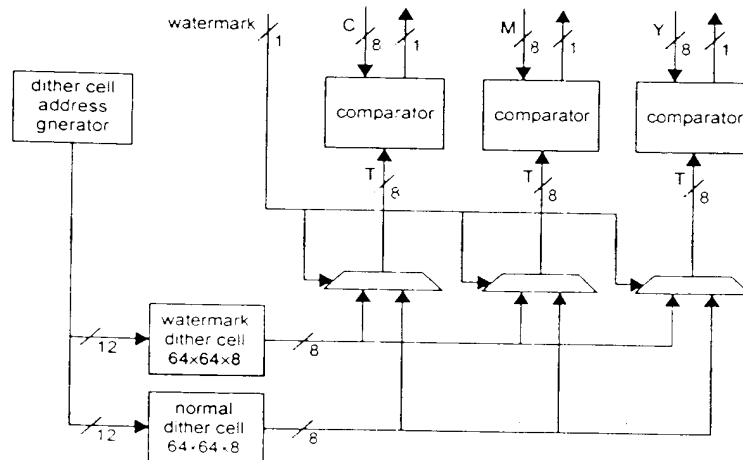 watermark
1
C
8
1
M
8
1
Y
8
1
dither cell
address
gnerator
comparator
comparator
comparator
T
8
T
8
T
8
12
watermark
dither cell
64×64×8
8
12
normal
dither cell
64×64×8
8